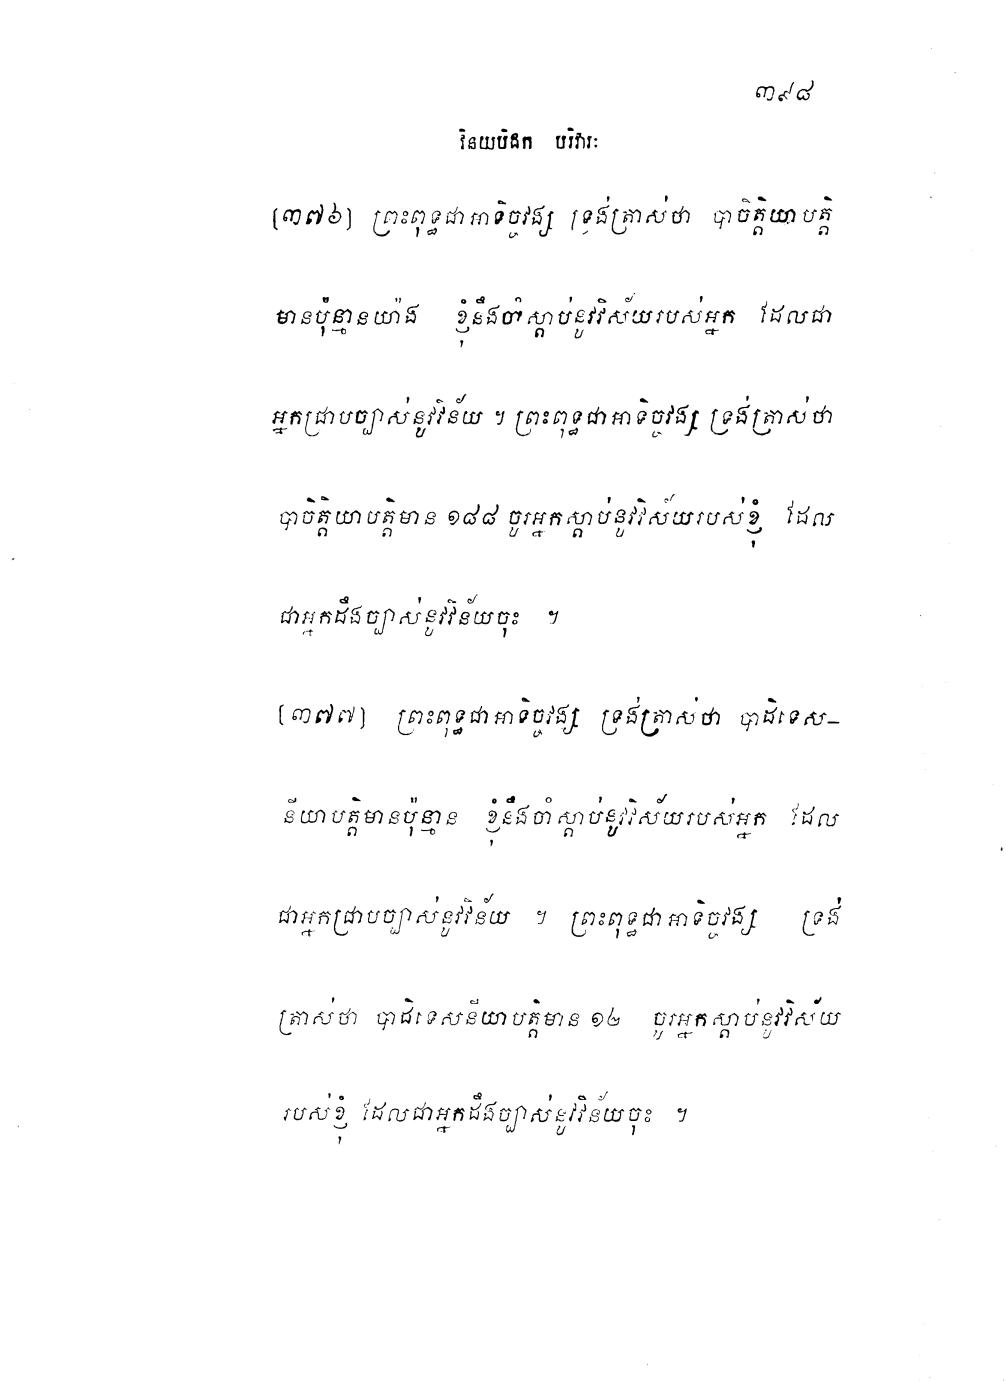 ៣៩៨
វិនយបិដក បរិវារៈ
(៣៧៦) ព្រះពុទ្ធជាអាទិច្ចវង្ស ទ្រង់ត្រាស់ថា បាចិត្តិយាបត្តិ
មានប៉ុន្មានយ៉ាង ខ្ញុំនឹងចាំស្តាប់នូវវិស័យរបស់អ្នក ដែលជា
អ្នកជ្រាបច្បាស់នូវវិន័យ ។ ព្រះពុទ្ធជាអាទិច្ចវង្ស ទ្រង់ត្រាស់ថា
បាចិត្តិយាបត្តិមាន ១៨៨ ចូរអ្នកស្តាប់នូវវិស័យរបស់ខ្ញុំ ដែល
ជាអ្នកដឹងច្បាស់នូវវិន័យចុះ ។
(៣៧៧) ព្រះពុទ្ធជាអាទិច្ចវង្ស ទ្រង់ត្រាស់ថា បាដិទេស-
នីយាបត្តិមានប៉ុន្មាន ខ្ញុំនឹងចាំស្តាប់នូវវិស័យរបស់អ្នក ដែល
ជាអ្នកជ្រាបច្បាស់នូវវិន័យ ។ ព្រះពុទ្ធជាអាទិច្ចវង្ស ទ្រង់
ត្រាស់ថា បាដិទេសនីយាបត្តិមាន ១២ ចូរអ្នកស្តាប់នូវវិស័យ
របស់ខ្ញុំ ដែលជាអ្នកដឹងច្បាស់នូវវិន័យចុះ ។